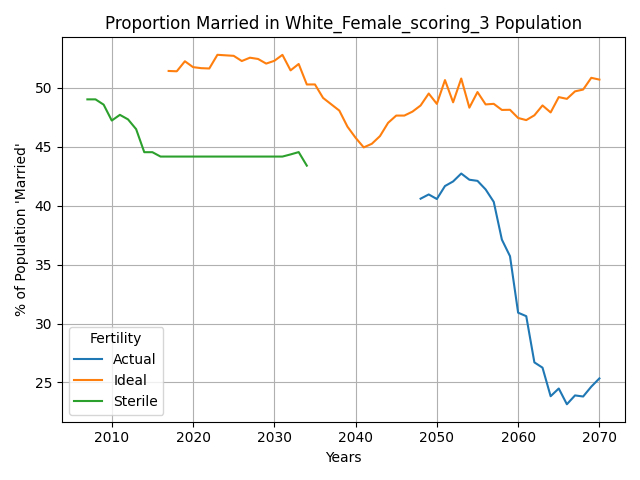 Proportion Married in White_Female_scoring_3 Population
% of Population 'Married'
50
45
40
35
30
25
Fertility
Actual
Ideal
Sterile
2010 2020 2030 2040 2050 2060 2070
Years